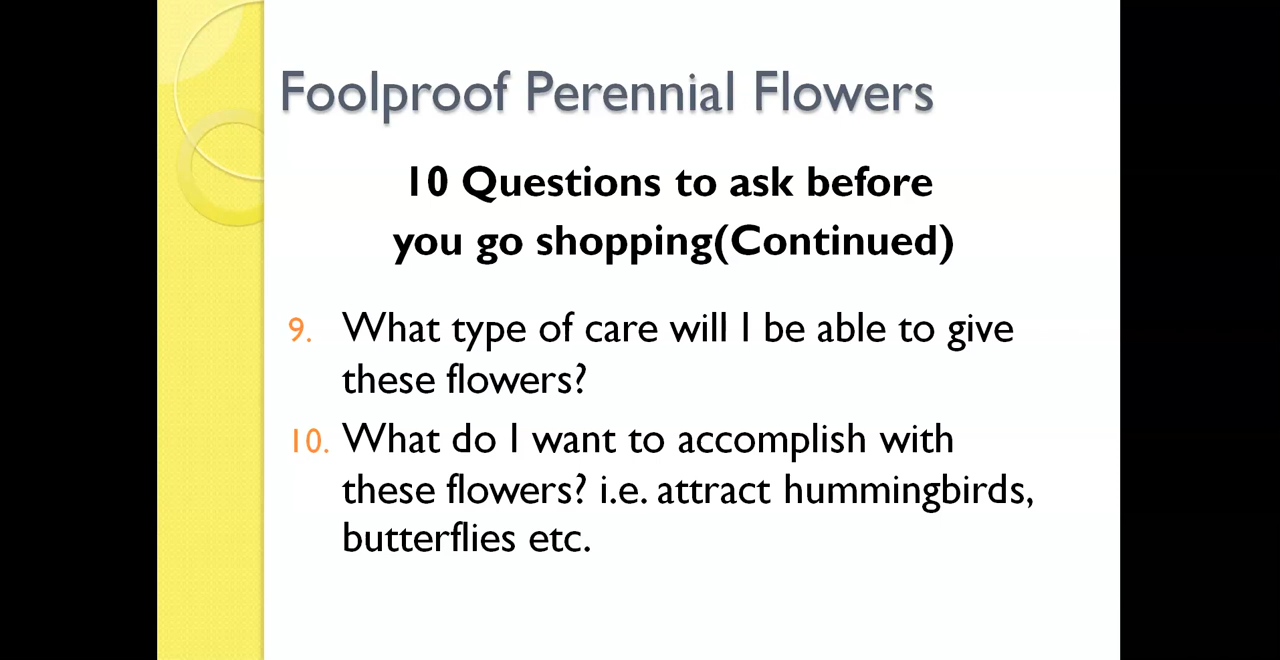 Foolproof Perennial Flowers
10 Questions to ask before
you go shopping(Continued)
9. What type of care will I be able to give
these flowers?
10. What do I want to accomplish with
these flowers? i.e. attract hummingbirds,
butterflies etc.